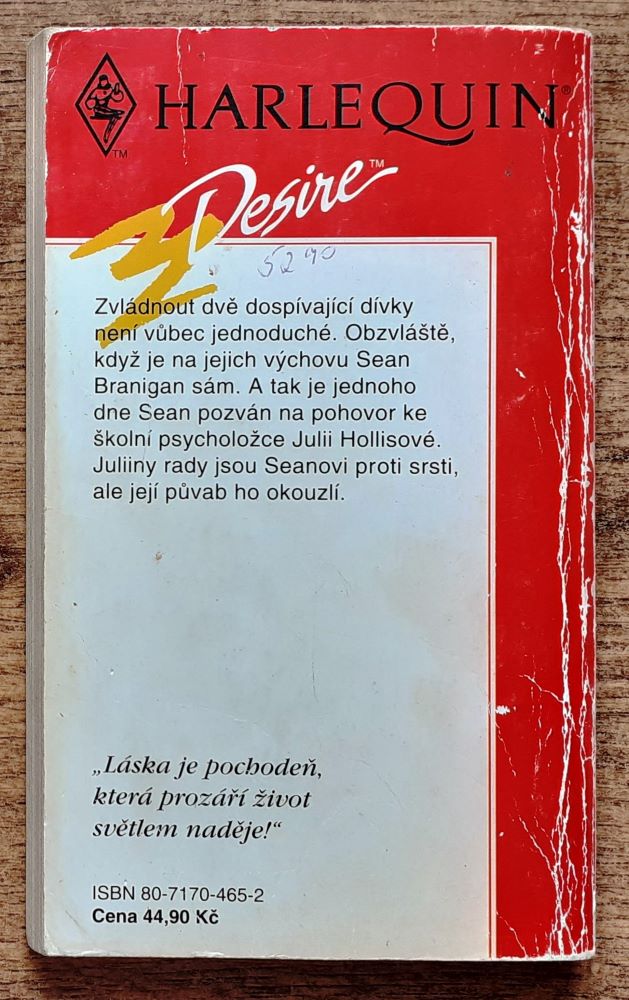 HARLEQUIN®
TM
Desire™
5290
Zvládnout dvě dospívající dívky
není vůbec jednoduché. Obzvláště,
když je na jejich výchovu Sean
Branigan sám. A tak je jednoho
dne Sean pozván na pohovor ke
školní psycholožce Julii Hollisové.
Juliiny rady jsou Seanovi proti srsti,
ale její půvab ho okouzlí.
„Láska je pochodeň,
která prozáří život
světlem naděje!“
ISBN 80-7170-465-2
Cena 44,90 Kč